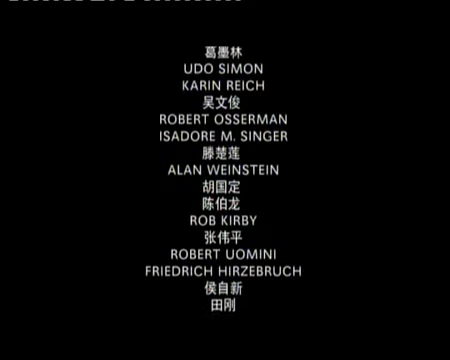 葛墨林
UDO SIMON
KARIN REICH
吴文俊
ROBERT OSSERMAN
ISADORE M. SINGER
滕楚莲
ALAN WEINSTEIN
胡国定
陈伯龙
ROB KIRBY
张伟平
ROBERT UOMINI
FRIEDRICH HIRZEBRUCH
侯自新
田刚